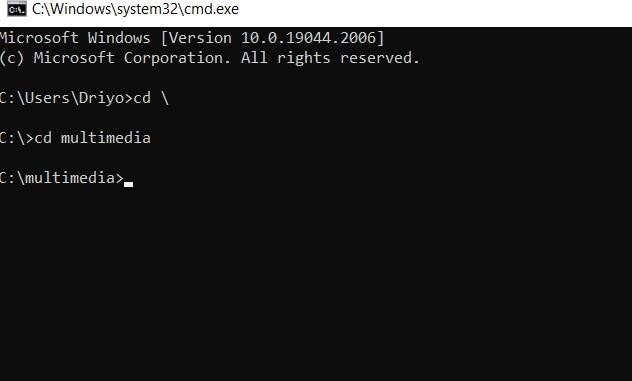 C:\Windows\system32\cmd.exe
Microsoft Windows [Version 10.0.19044.2006]
(c) Microsoft Corporation. All rights reserved.
C:\Users\Driyo>cd \
C:\>cd multimedia
C:\multimedia>